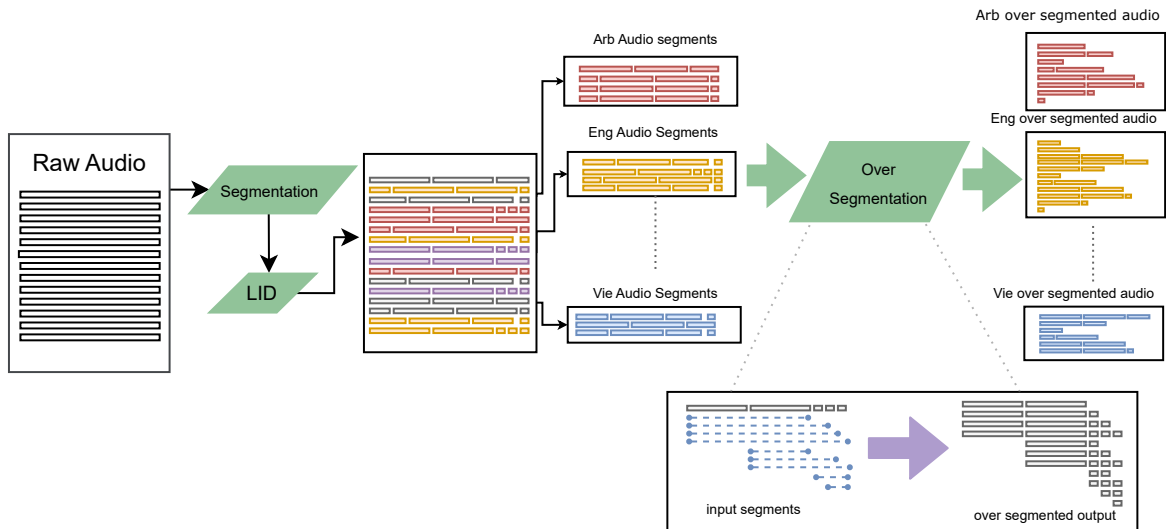 Raw Audio
Segmentation
LID
Arb Audio segments
Eng Audio Segments
Vie Audio Segments
Over
Segmentation
Arb over segmented audio
Eng over segmented audio
Vie over segmented audio
input segments
over segmented output